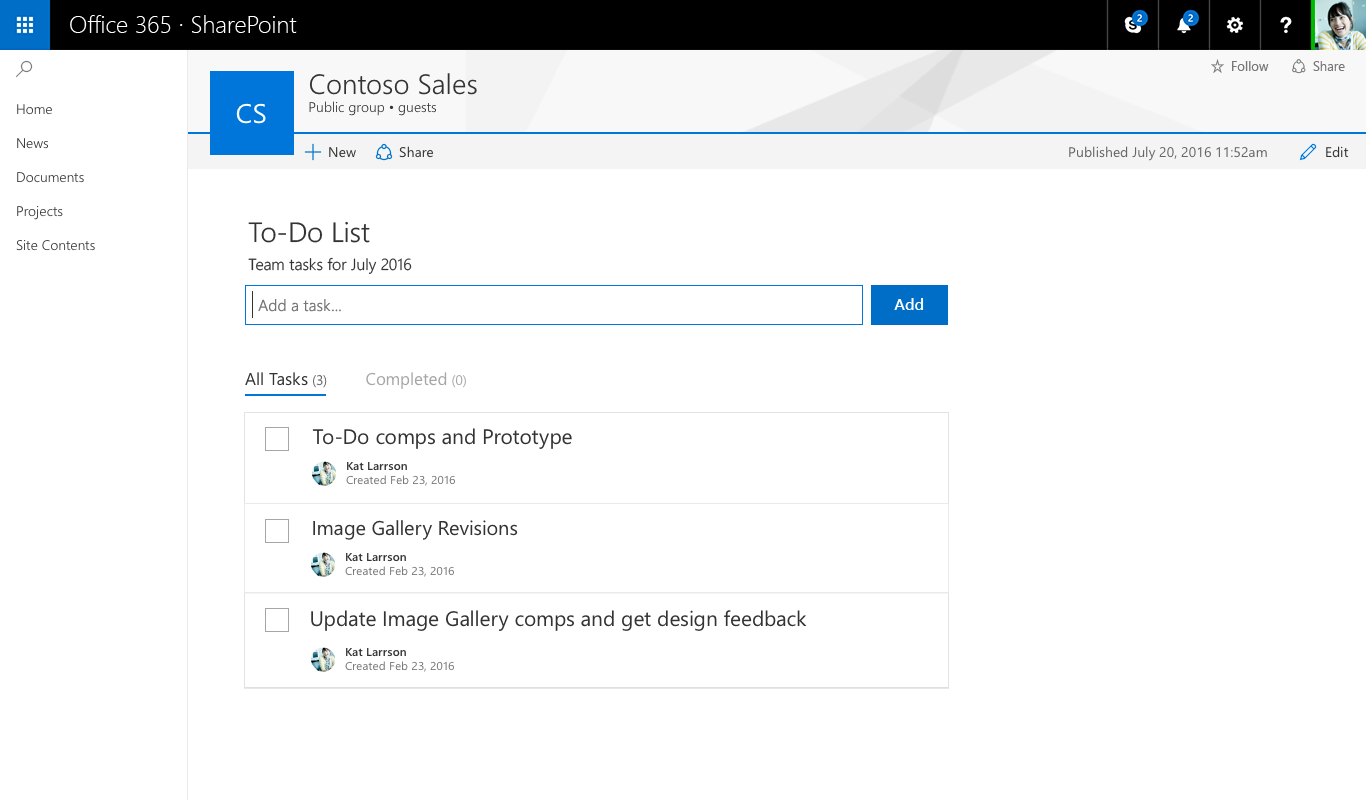 Office 365 · SharePoint
2
2
?
Follow
Share
Home
News
Documents
Projects
Site Contents
CS
Contoso Sales
Public group • guests
New
Share
Published July 20, 2016 11:52am
Edit
To-Do List
Team tasks for July 2016
Add a task...
Add
All Tasks (3)
Completed (0)
To-Do comps and Prototype
Kat Larrson
Created Feb 23, 2016
Image Gallery Revisions
Kat Larrson
Created Feb 23, 2016
Update Image Gallery comps and get design feedback
Kat Larrson
Created Feb 23, 2016